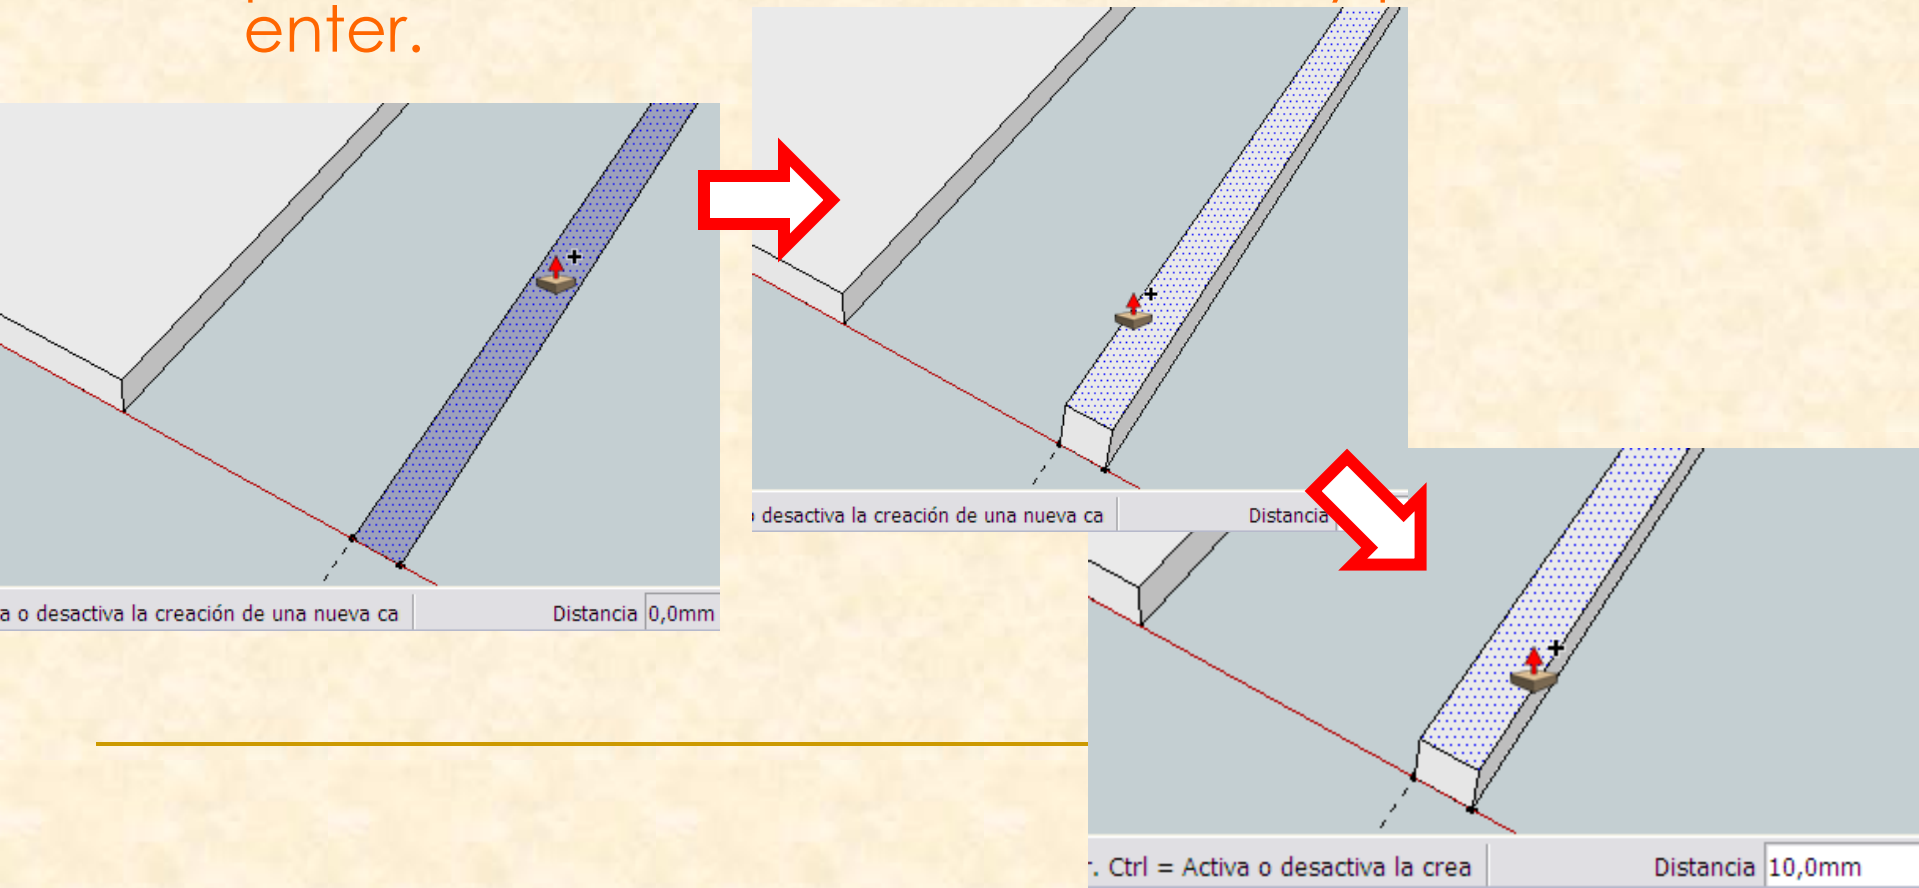 enter.
a o desactiva la creación de una nueva ca
Distancia 0,0mm
desactiva la creación de una nueva ca
Distancia
r. Ctrl = Activa o desactiva la crea
Distancia 10,0mm